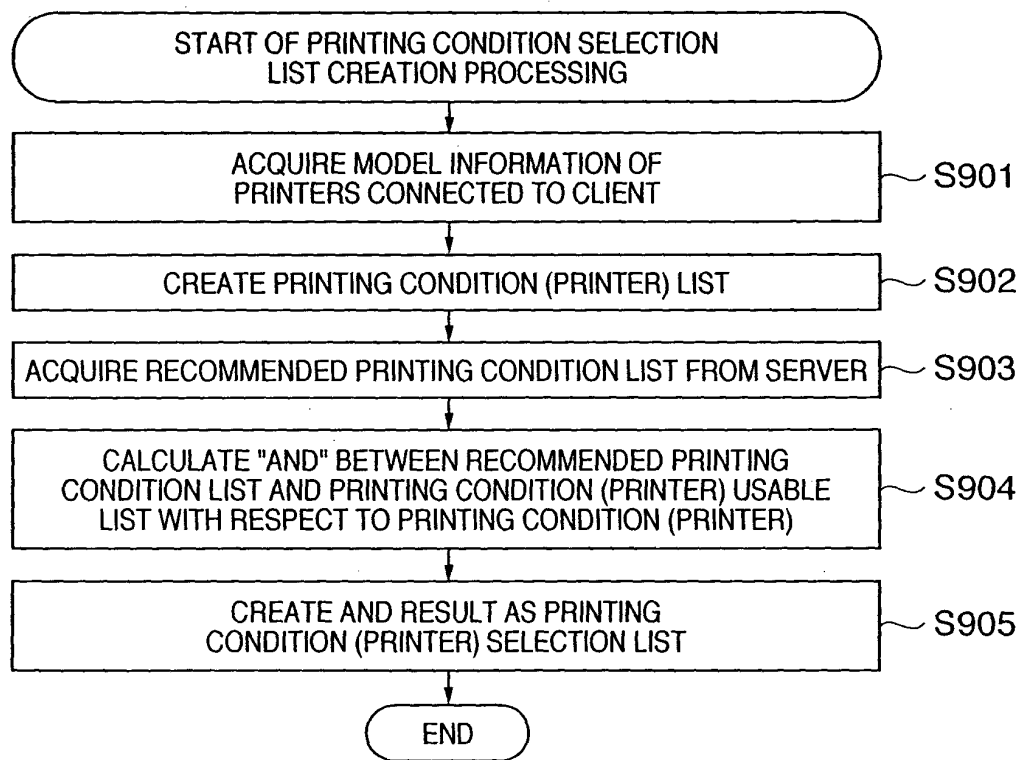 START OF PRINTING CONDITION SELECTION
LIST CREATION PROCESSING
ACQUIRE MODEL INFORMATION OF
PRINTERS CONNECTED TO CLIENT
S901
CREATE PRINTING CONDITION (PRINTER) LIST
S902
ACQUIRE RECOMMENDED PRINTING CONDITION LIST FROM SERVER
S903
CALCULATE "AND" BETWEEN RECOMMENDED PRINTING
CONDITION LIST AND PRINTING CONDITION (PRINTER) USABLE
LIST WITH RESPECT TO PRINTING CONDITION (PRINTER)
S904
CREATE AND RESULT AS PRINTING
CONDITION (PRINTER) SELECTION LIST
S905
END